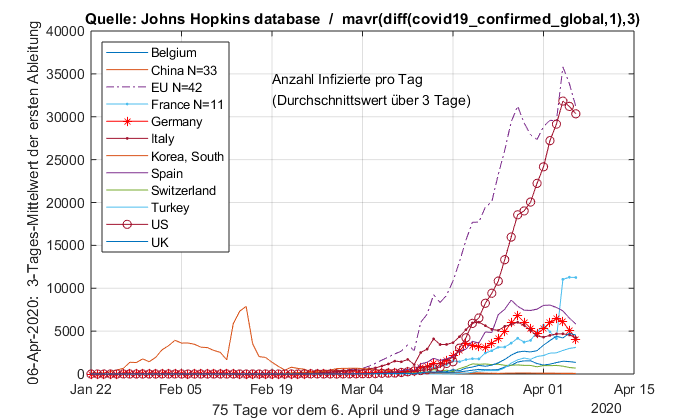 Quelle: Johns Hopkins database / mavr(diff(covid19_confirmed_global,1),3)
06-Apr-2020: 3-Tages-Mittelwert der ersten Ableitung
40000
35000
30000
25000
20000
15000
10000
5000
0
Belgium
China N=33
EU N=42
France N=11
Germany
Italy
Korea, South
Spain
Switzerland
Turkey
US
UK
Anzahl Infizierte pro Tag
(Durchschnittswert über 3 Tage)
Jan 22 Feb 05 Feb 19 Mar 04 Mar 18 Apr 01 Apr 15
2020
75 Tage vor dem 6. April und 9 Tage danach